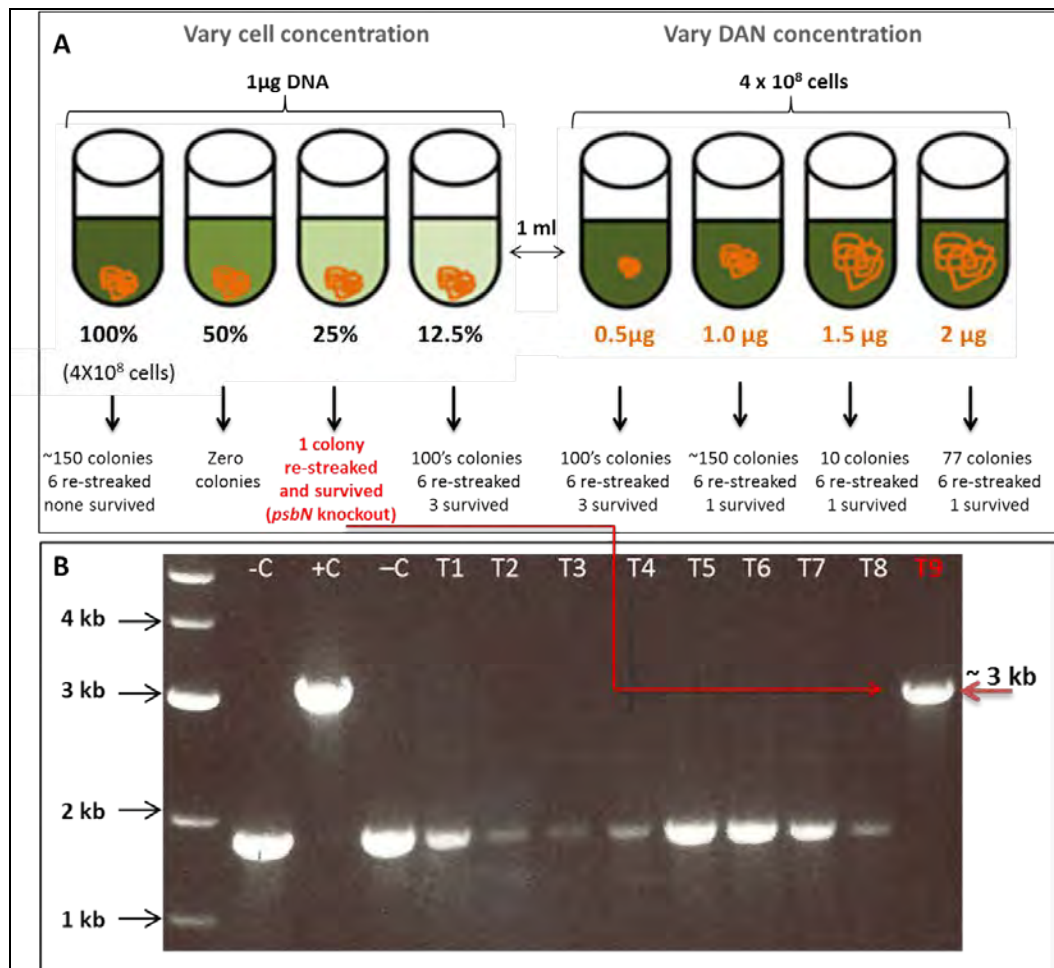 A
Vary cell concentration
Vary DAN concentration
1µg DNA
4 x 10⁸ cells
1 ml
100%
50%
25%
12.5%
0.5µg
1.0 µg
1.5 µg
2 µg
(4X10⁸ cells)
~150 colonies
6 re-streaked
none survived
Zero
colonies
1 colony
re-streaked
and survived
(psbN knockout)
100's colonies
6 re-streaked
3 survived
100's colonies
6 re-streaked
3 survived
~150 colonies
6 re-streaked
1 survived
10 colonies
6 re-streaked
1 survived
77 colonies
6 re-streaked
1 survived
B
-C +C –C T1 T2 T3 T4 T5 T6 T7 T8 T9
4 kb
3 kb
~ 3 kb
2 kb
1 kb